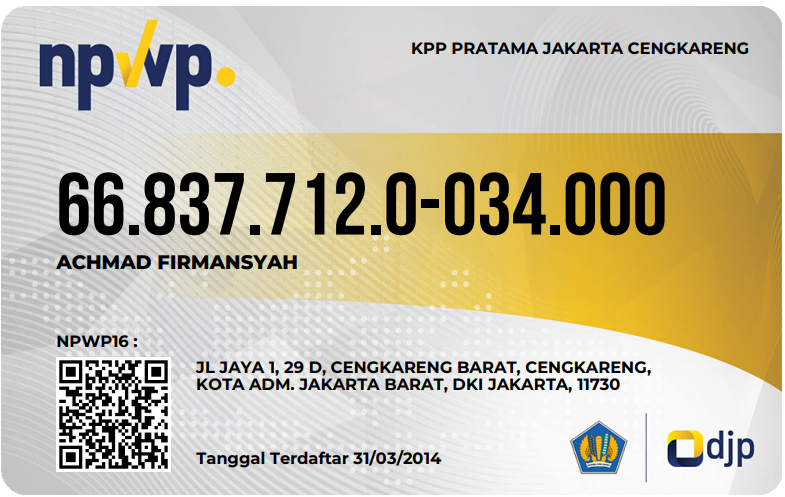 npwp.
KPP PRATAMA JAKARTA CENGKARENG
66.837.712.0-034.000
ACHMAD FIRMANSYAH
NPWP16 :
JL JAYA 1, 29 D, CENGKARENG BARAT, CENGKARENG,
KOTA ADM. JAKARTA BARAT, DKI JAKARTA, 11730
Tanggal Terdaftar 31/03/2014
djp